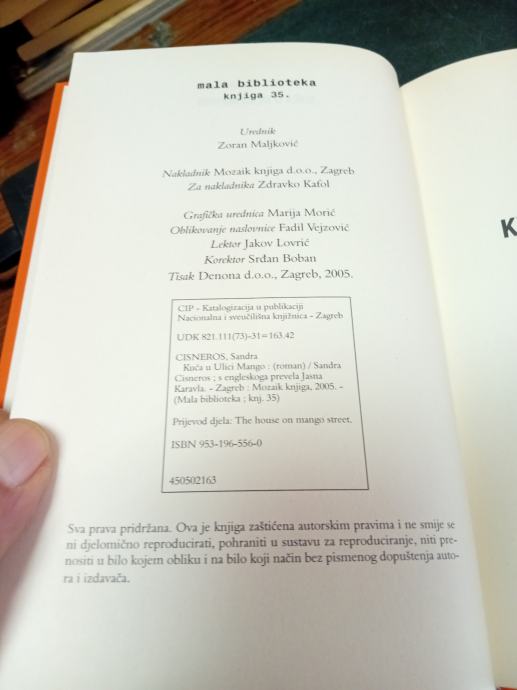 mala biblioteka
knjiga 35.
Urednik
Zoran Maljković
Nakladnik Mozaik knjiga d.o.o., Zagreb
Za nakladnika Zdravko Kafol
Grafička urednica Marija Morić
Oblikovanje naslovnice Fadil Vejzović
Lektor Jakov Lovrić
Korektor Srđan Boban
Tisak Denona d.o.o., Zagreb, 2005.
CIP - Katalogizacija u publikaciji
Nacionalna i sveučilišna knjižnica - Zagreb
UDK 821.111(73)-31=163.42
CISNEROS, Sandra
Kuća u Ulici Mango : (roman) / Sandra
Cisneros ; s engleskoga prevela Jasna
Karavla. - Zagreb : Mozaik knjiga, 2005. -
(Mala biblioteka ; knj. 35)
Prijevod djela: The house on mango street.
ISBN 953-196-556-0
450502163
Sva prava pridržana. Ova je knjiga zaštićena autorskim pravima i ne smije se
ni djelomično reproducirati, pohraniti u sustavu za reproduciranje, niti pre-
nositi u bilo kojem obliku i na bilo koji način bez pismenog dopuštenja auto-
ra i izdavača.
K